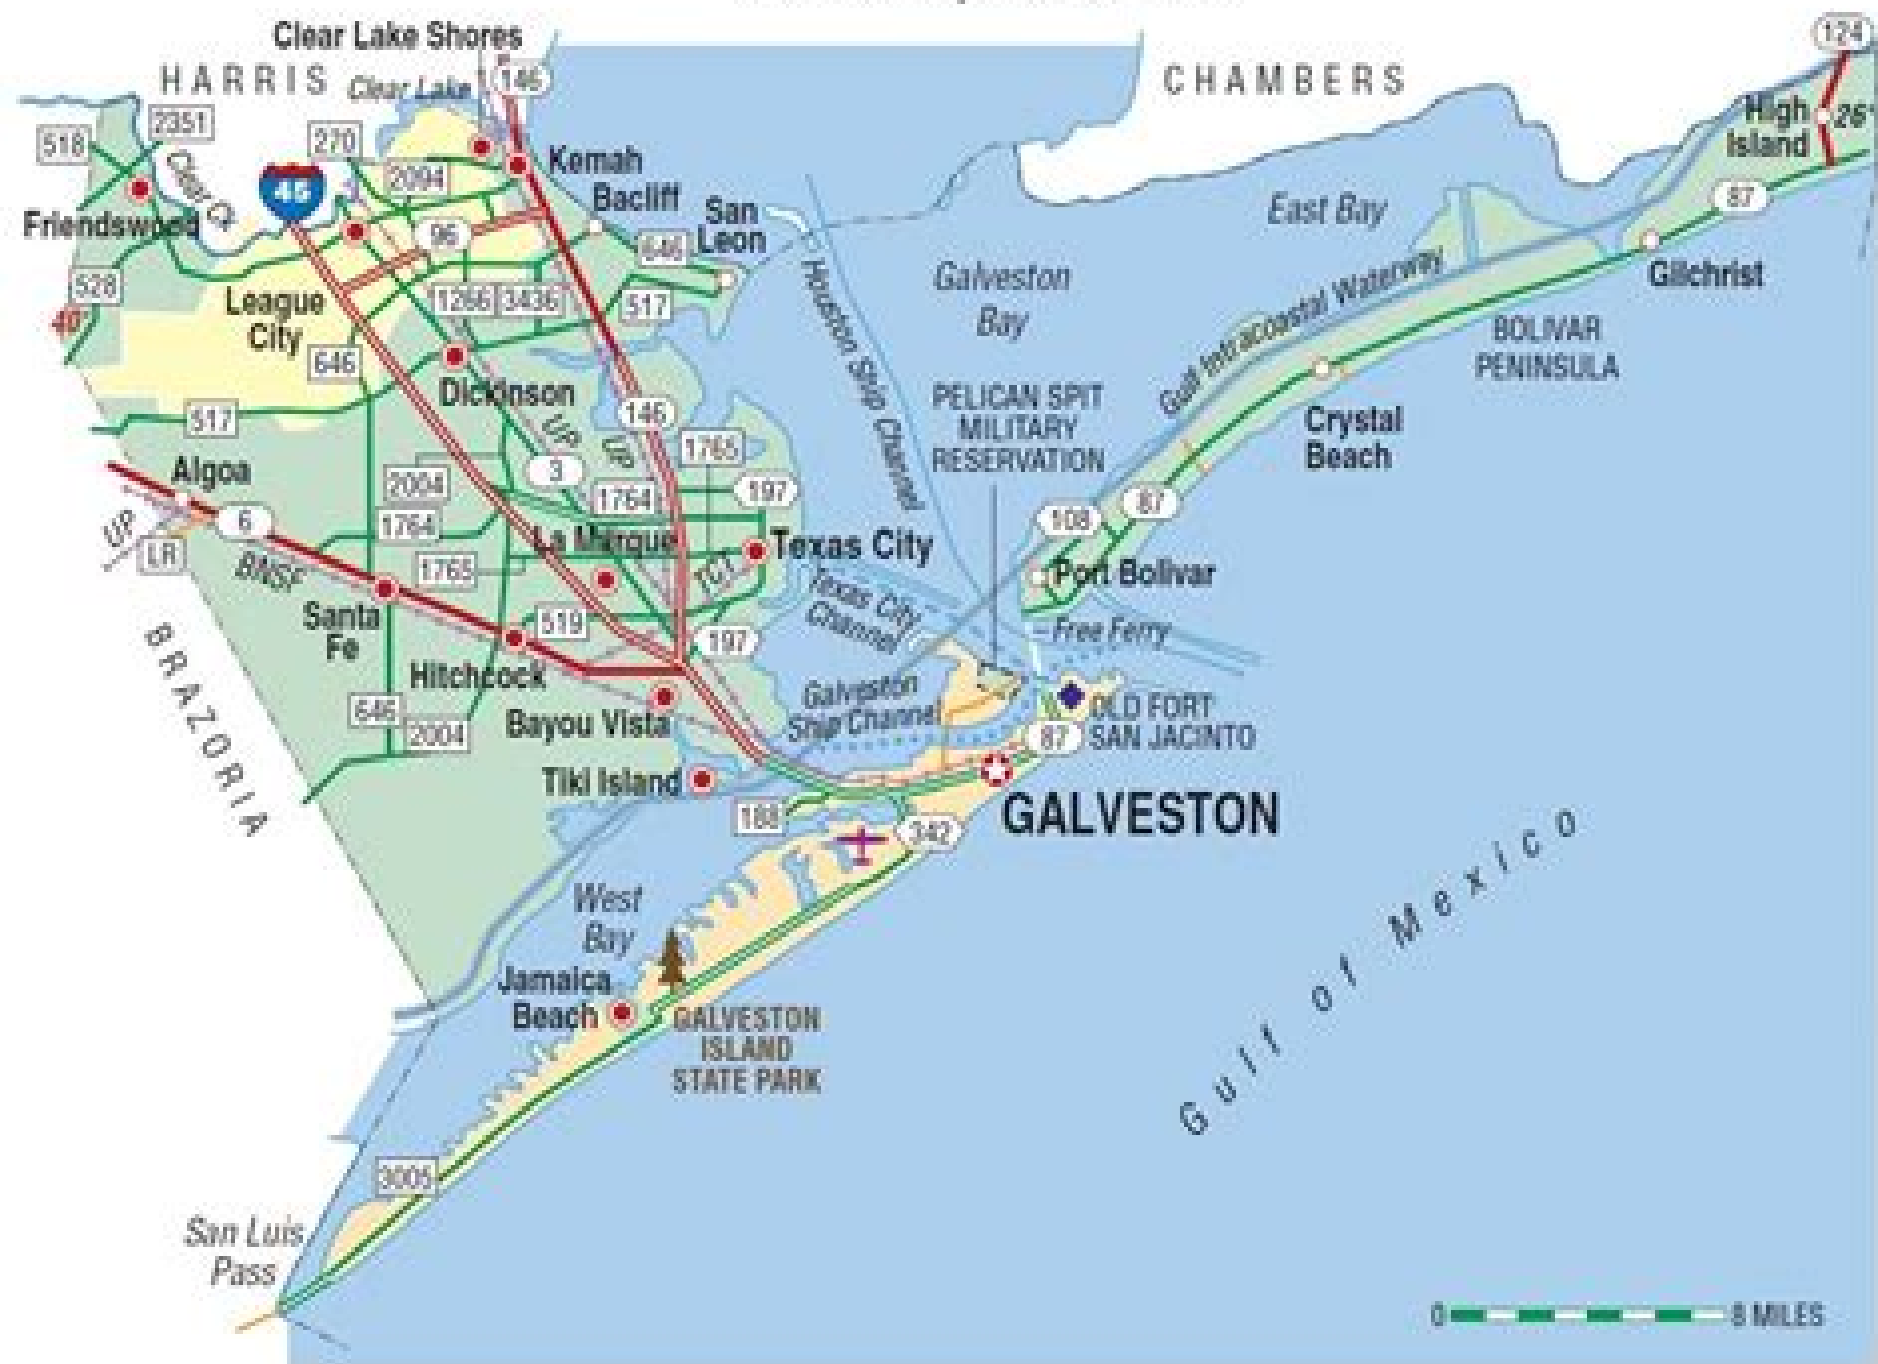 Clear Lake Shores
HARRIS
Clear Lake
146
CHAMBERS
124
High
Island
26
518
2351
270
Clear Cr.
45
2094
Kemah
Bacliff
San
Leon
87
Friendswood
96
646
East Bay
Galveston
Bay
Gilchrist
528
40
League
City
1266
3436
517
Houston Ship Channel
Gulf Intracoastal Waterway
BOLIVAR
PENINSULA
646
Dickinson
517
146
PELICAN SPIT
MILITARY
RESERVATION
Crystal
Beach
UP
UP
1765
Algoa
2004
3
1764
197
108
87
6
1764
UP
LR
BNSF
1765
La Marque
TCT
Texas City
Texas City
Channel
Port Bolivar
Santa
Fe
519
197
Free Ferry
BRAZORIA
Hitchcock
646
2004
Bayou Vista
Galveston
Ship Channel
OLD FORT
SAN JACINTO
87
Tiki Island
188
342
GALVESTON
West
Bay
Jamaica
Beach
GALVESTON
ISLAND
STATE PARK
Gulf of Mexico
3005
San Luis
Pass
0
8 MILES